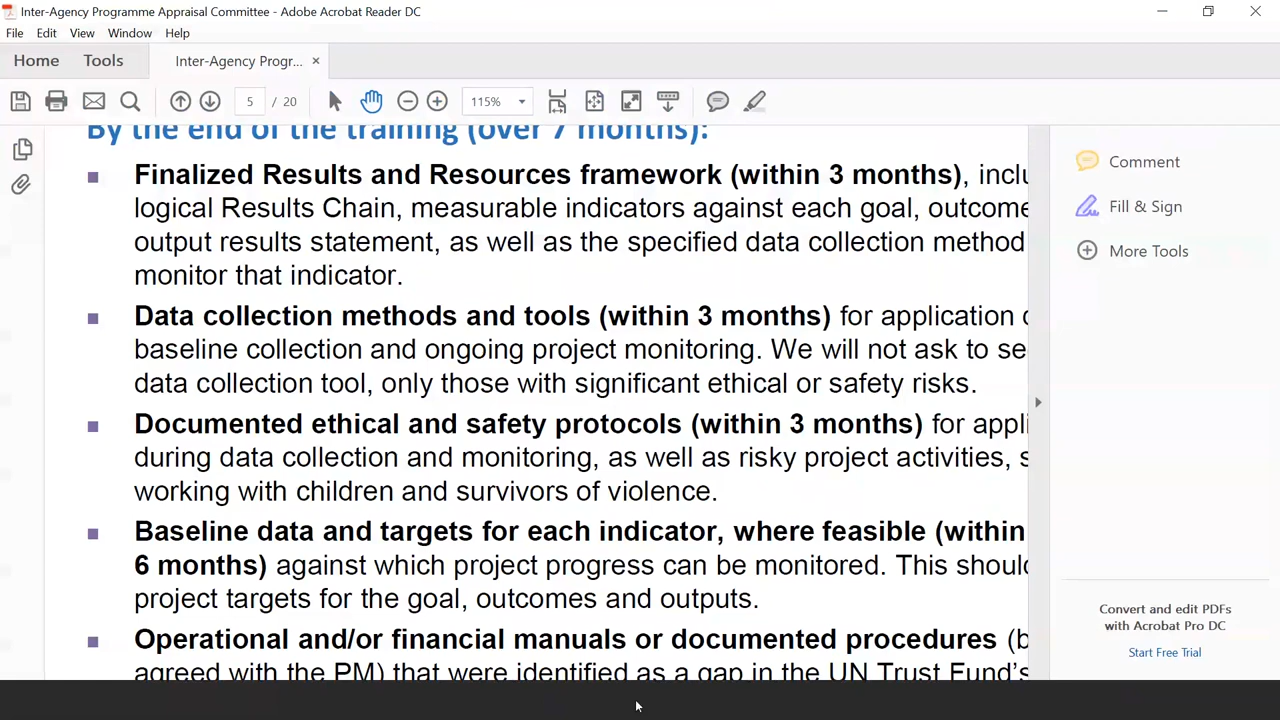 Inter-Agency Programme Appraisal Committee - Adobe Acrobat Reader DC
File Edit View Window Help
Home Tools Inter-Agency Progr... ×
5 / 20 115%
By the end of the training (over 7 months):
Finalized Results and Resources framework (within 3 months),
logical Results Chain, measurable indicators against each goal, outcome
output results statement, as well as the specified data collection method
monitor that indicator.
Data collection methods and tools (within 3 months) for application
baseline collection and ongoing project monitoring. We will not ask to
data collection tool, only those with significant ethical or safety risks.
Documented ethical and safety protocols (within 3 months) for
during data collection and monitoring, as well as risky project activities,
working with children and survivors of violence.
Baseline data and targets for each indicator, where feasible (within
6 months) against which project progress can be monitored. This
project targets for the goal, outcomes and outputs.
Operational and/or financial manuals or documented procedures
agreed with the PM) that were identified as a gap in the UN Trust Fund's
Comment
Fill & Sign
More Tools
Convert and edit PDFs
with Acrobat Pro DC
Start Free Trial